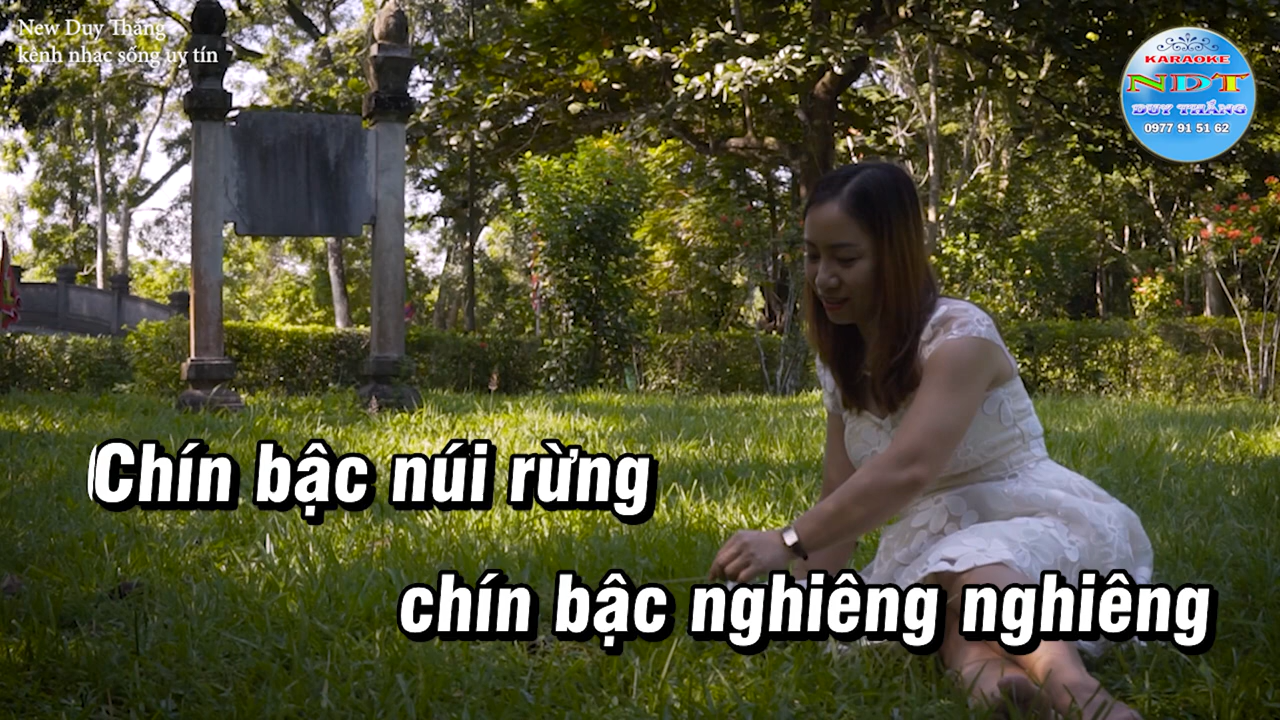 New Duy Thắng
kênh nhạc sống uy tín
KARAOKE
NDT
DUY THẮNG
0977 91 51 62
Chín bậc núi rừng
chín bậc nghiêng nghiêng